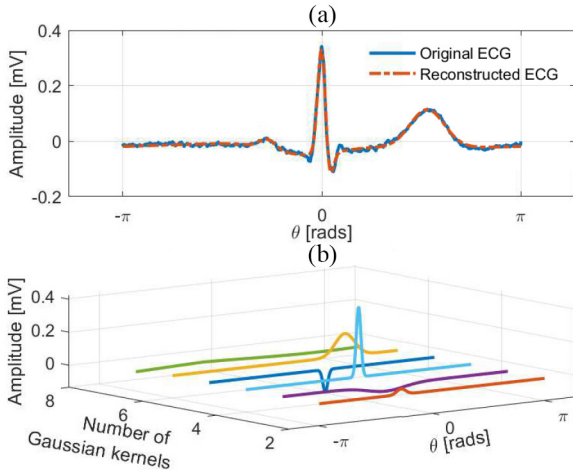 (a)
Amplitude [mV]
0.4
0.2
0
-0.2
Original ECG
Reconstructed ECG
-π
0
π
θ [rads]
(b)
Amplitude [mV]
0.4
0.2
0
8
6
4
2
Number of
Gaussian kernels
-π
0
π
θ [rads]